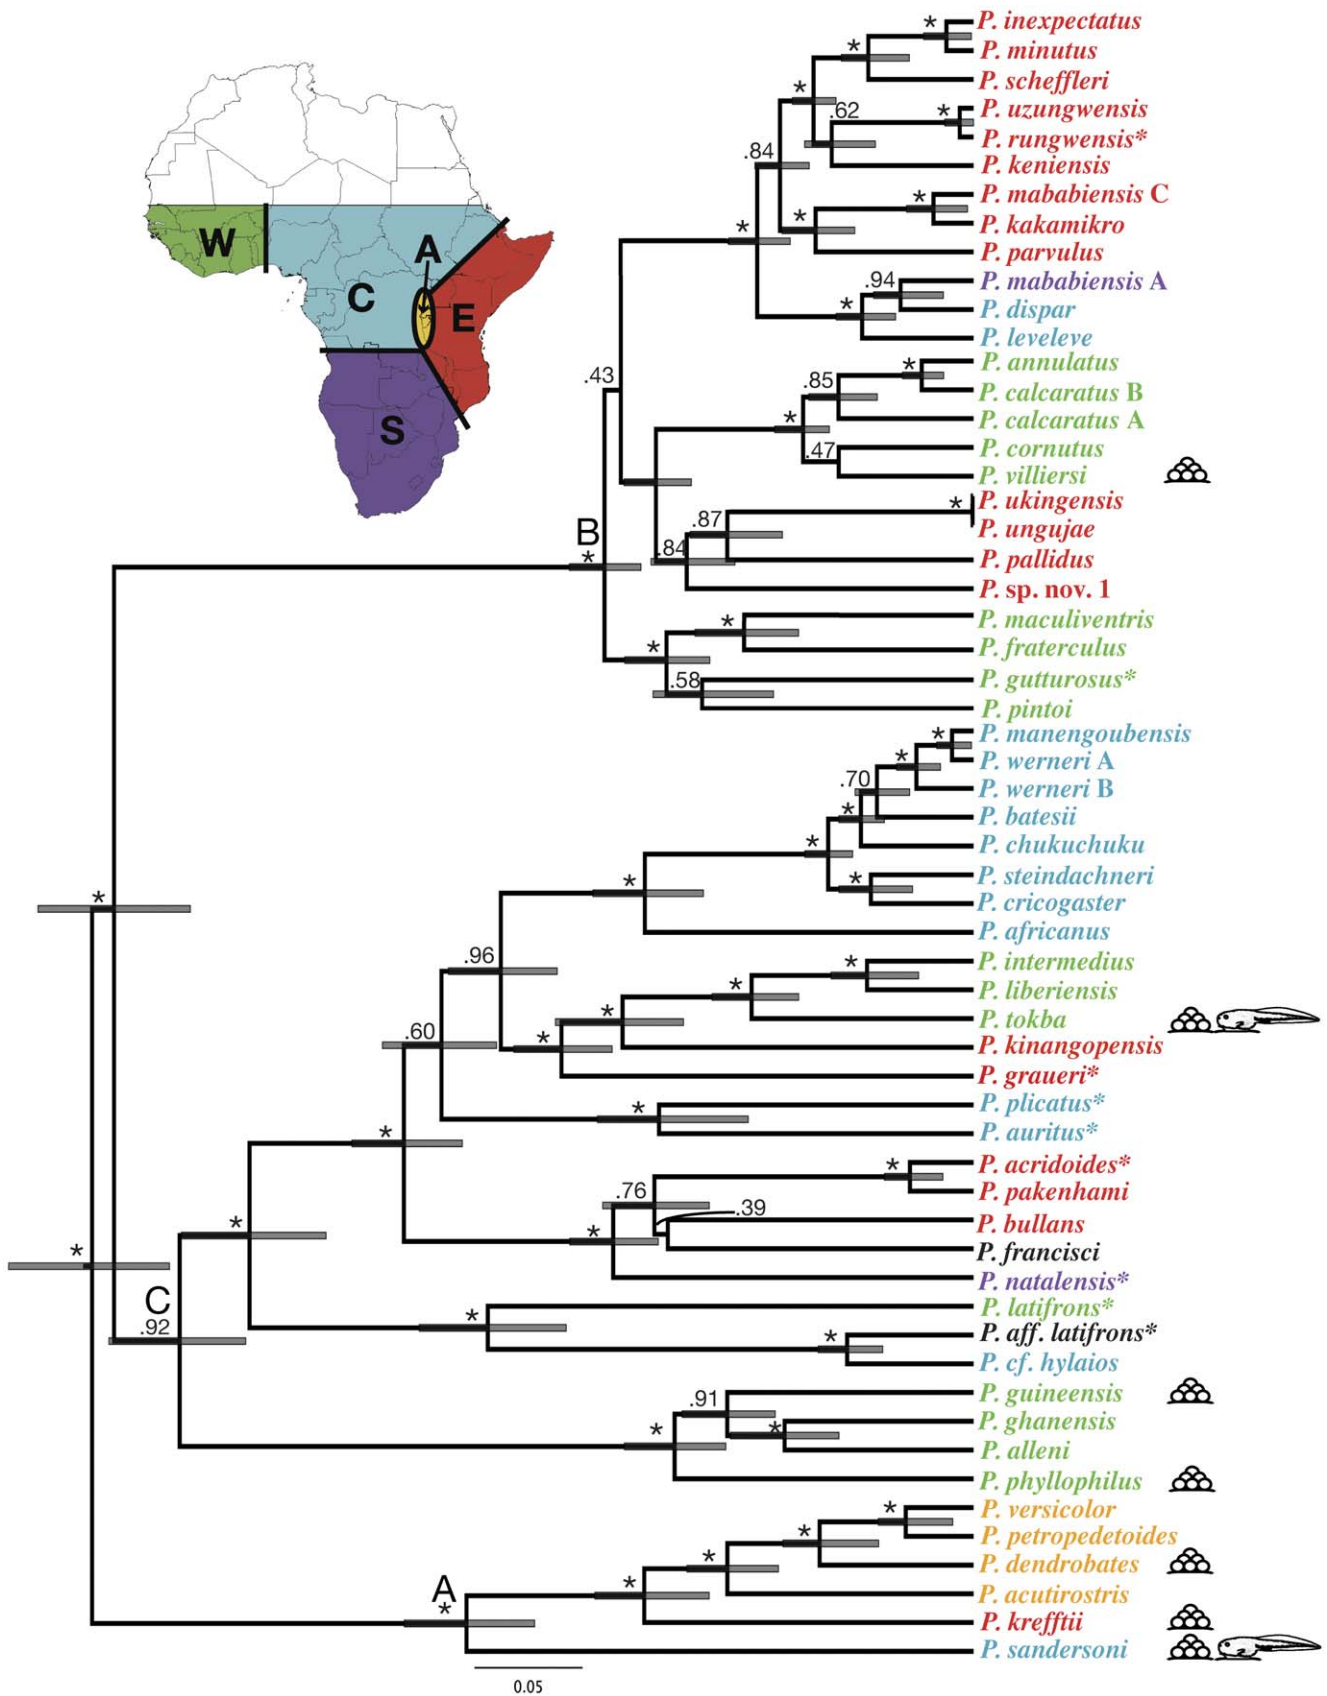 P. inexpectatus
*
P. minutus
*
P. scheffleri
*
P. uzungwensis
.62
*
P. rungwensis*
P. keniensis
.84
P. mababiensis C
*
P. kakamikro
*
P. parvulus
*
P. mababiensis A
.94
P. dispar
*
P. leveleve
W
A
C
E
S
P. annulatus
*
.43
.85
P. calcaratus B
P. calcaratus A
*
P. cornutus
.47
P. villiersi
P. ukingensis
*
.87
P. ungujae
B
*
.84
P. pallidus
P. sp. nov. 1
P. maculiventris
*
P. fraterculus
*
P. gutturosus*
.58
P. pintoi
P. manengoubensis
*
P. werneri A
*
.70
P. werneri B
*
P. batesii
*
P. chukuchuku
P. steindachneri
*
*
P. cricogaster
*
P. africanus
.96
P. intermedius
*
P. liberiensis
*
P. tokba
*
.60
*
P. kinangopensis
P. graueri*
P. plicatus*
*
P. auritus*
*
P. acridoides*
*
P. pakenhami
.76
.39
P. bullans
*
*
P. francisci
*
P. natalensis*
C
P. latifrons*
.92
*
P. aff. latifrons*
*
P. cf. hylaios
P. guineensis
.91
P. ghanensis
*
*
P. alleni
P. phyllophilus
P. versicolor
*
P. petropedetoides
*
P. dendrobates
*
A
*
*
P. acutirostris
P. krefftii
P. sandersoni
0.05